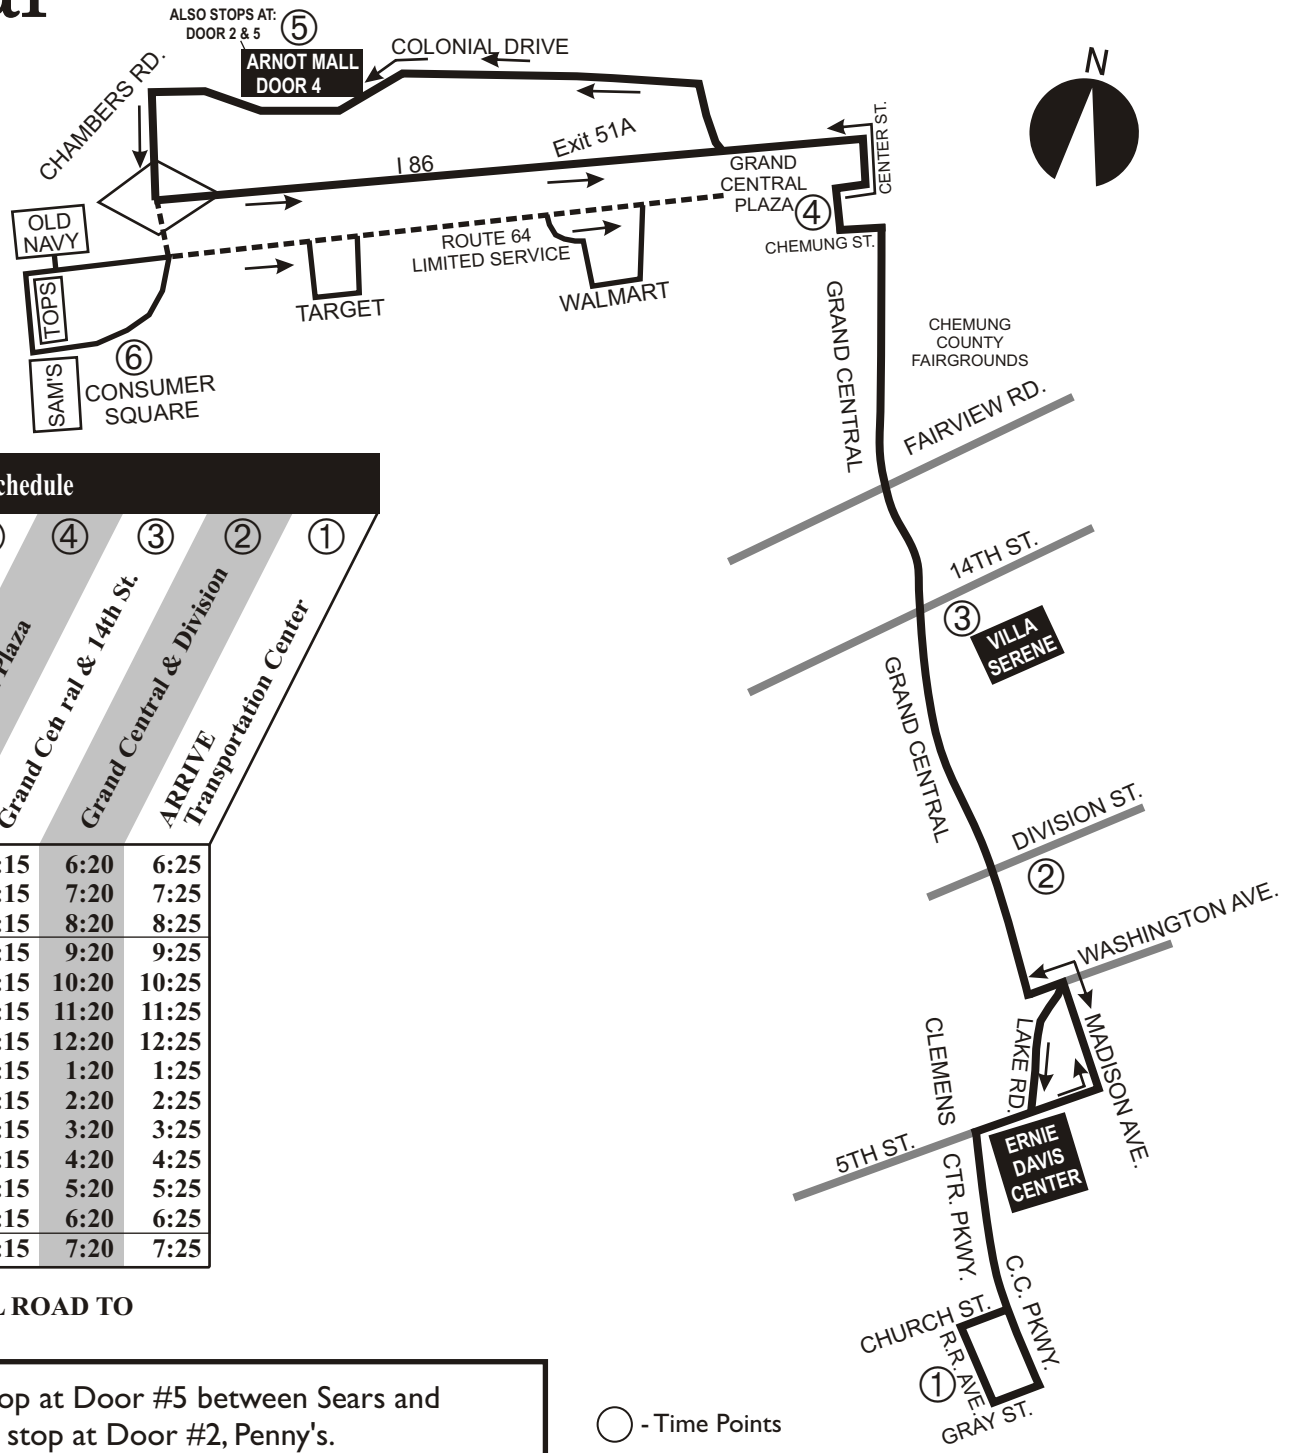 ALSO STOPS AT:
DOOR 2 & 5
5
ARNOT MALL
DOOR 4
COLONIAL DRIVE
CHAMBERS RD.
N
Exit 51A
I 86
CENTER ST.
GRAND
CENTRAL
PLAZA
4
CHEMUNG ST.
OLD
NAVY
ROUTE 64
LIMITED SERVICE
TOPS
TARGET
WALMART
6
CONSUMER
SQUARE
SAM'S
GRAND CENTRAL
CHEMUNG
COUNTY
FAIRGROUNDS
FAIRVIEW RD.
14TH ST.
3
VILLA
SERENE
GRAND CENTRAL
DIVISION ST.
2
WASHINGTON AVE.
CLEMENS
CTR. PKWY.
LAKE RD.
MADISON AVE.
5TH ST.
ERNIE
DAVIS
CENTER
C.C. PKWY.
CHURCH ST.
R.R. AVE.
1
GRAY ST.
chedule
4 3 2 1
Plaza
Grand Cen ral & 14th St.
Grand Central & Division
ARRIVE
Transportation Center
:15 6:20 6:25
:15 7:20 7:25
:15 8:20 8:25
:15 9:20 9:25
:15 10:20 10:25
:15 11:20 11:25
:15 12:20 12:25
:15 1:20 1:25
:15 2:20 2:25
:15 3:20 3:25
:15 4:20 4:25
:15 5:20 5:25
:15 6:20 6:25
:15 7:20 7:25
ROAD TO
op at Door #5 between Sears and
stop at Door #2, Penny's.
- Time Points